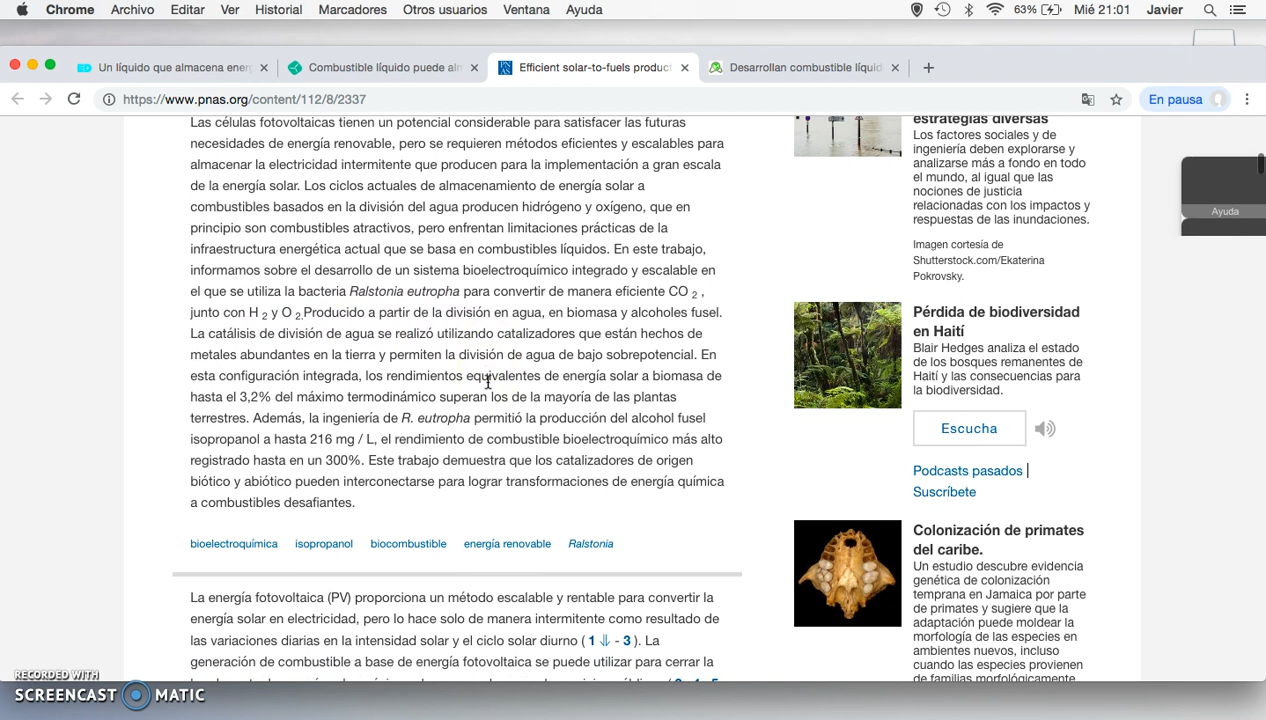 Chrome Archivo Editar Ver Historial Marcadores Otros usuarios Ventana Ayuda 63% Mié 21:01 Javier
Un líquido que almacena ener
Combustible líquido puede alm
Efficient solar-to-fuels product
Desarrollan combustible líquid
https://www.pnas.org/content/112/8/2337
En pausa
Las células fotovoltaicas tienen un potencial considerable para satisfacer las futuras
necesidades de energía renovable, pero se requieren métodos eficientes y escalables para
almacenar la electricidad intermitente que producen para la implementación a gran escala
de la energía solar. Los ciclos actuales de almacenamiento de energía solar a
combustibles basados en la división del agua producen hidrógeno y oxígeno, que en
principio son combustibles atractivos, pero enfrentan limitaciones prácticas de la
infraestructura energética actual que se basa en combustibles líquidos. En este trabajo,
informamos sobre el desarrollo de un sistema bioelectroquímico integrado y escalable en
el que se utiliza la bacteria Ralstonia eutropha para convertir de manera eficiente CO 2 ,
junto con H 2 y O 2.Producido a partir de la división en agua, en biomasa y alcoholes fusel.
La catálisis de división de agua se realizó utilizando catalizadores que están hechos de
metales abundantes en la tierra y permiten la división de agua de bajo sobrepotencial. En
esta configuración integrada, los rendimientos equivalentes de energía solar a biomasa de
hasta el 3,2% del máximo termodinámico superan los de la mayoría de las plantas
terrestres. Además, la ingeniería de R. eutropha permitió la producción del alcohol fusel
isopropanol a hasta 216 mg / L, el rendimiento de combustible bioelectroquímico más alto
registrado hasta en un 300%. Este trabajo demuestra que los catalizadores de origen
biótico y abiótico pueden interconectarse para lograr transformaciones de energía química
a combustibles desafiantes.
bioelectroquímica isopropanol biocombustible energía renovable Ralstonia
La energía fotovoltaica (PV) proporciona un método escalable y rentable para convertir la
energía solar en electricidad, pero lo hace solo de manera intermitente como resultado de
las variaciones diarias en la intensidad solar y el ciclo solar diurno ( 1 ⇓ - 3 ). La
generación de combustible a base de energía fotovoltaica se puede utilizar para cerrar la
estrategias diversas
Los factores sociales y de
ingeniería deben explorarse y
analizarse más a fondo en todo
el mundo, al igual que las
nociones de justicia
relacionadas con los impactos y
respuestas de las inundaciones.
Imagen cortesía de
Shutterstock.com/Ekaterina
Pokrovsky.
Pérdida de biodiversidad
en Haití
Blair Hedges analiza el estado
de los bosques remanentes de
Haití y las consecuencias para
la biodiversidad.
Escucha
Podcasts pasados |
Suscríbete
Colonización de primates
del caribe.
Un estudio descubre evidencia
genética de colonización
temprana en Jamaica por parte
de primates y sugiere que la
adaptación puede moldear la
morfología de las especies en
ambientes nuevos, incluso
cuando las especies provienen
de familias morfológicamente
Ayuda
RECORDED WITH
SCREENCAST MATIC